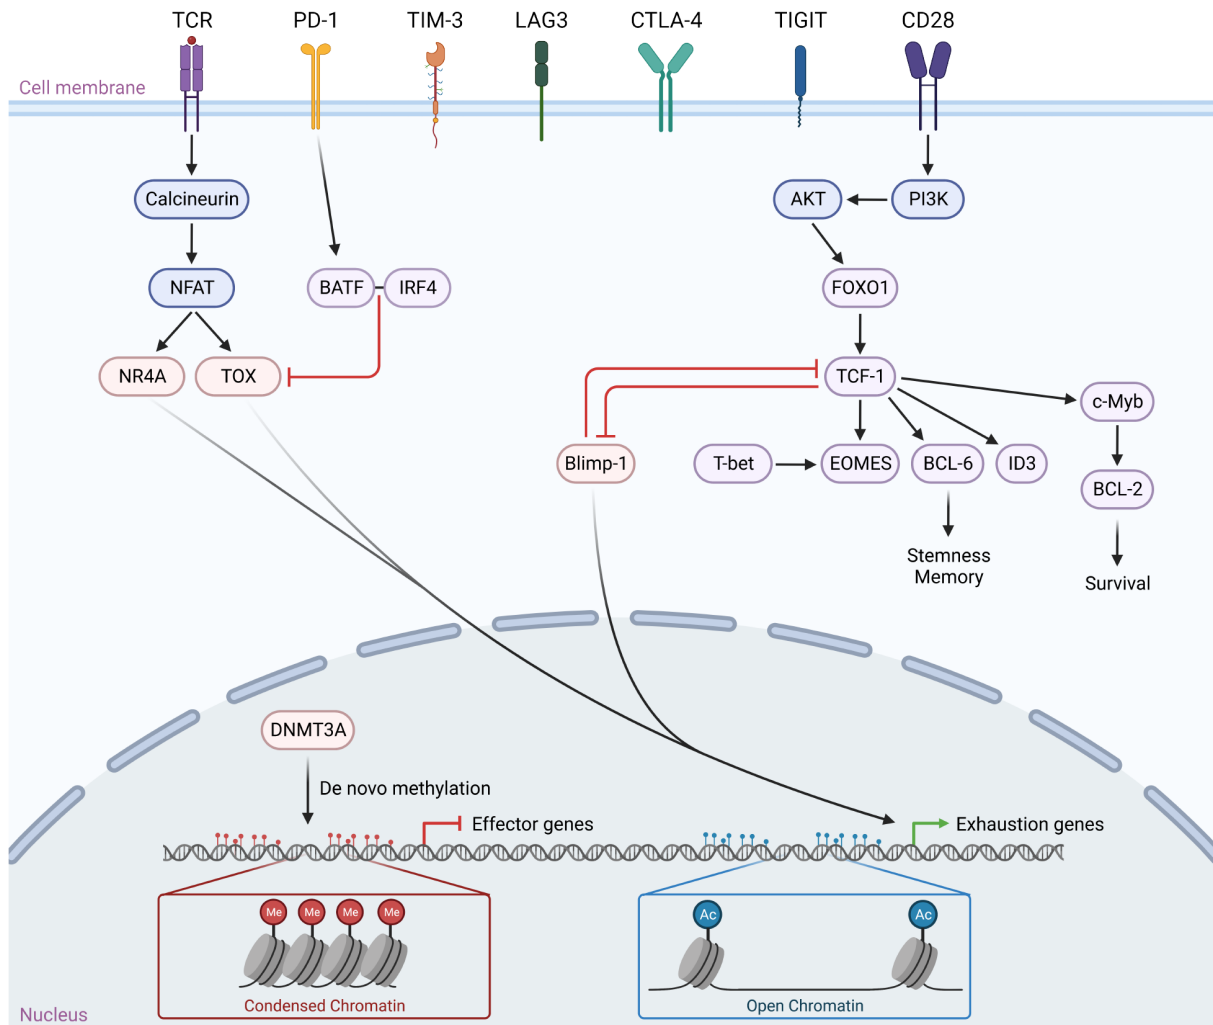 TCR
PD-1
TIM-3
LAG3
CTLA-4
TIGIT
CD28
Cell membrane
Calcineurin
AKT
PI3K
NFAT
BATF
IRF4
FOXO1
NR4A
TOX
TCF-1
c-Myb
Blimp-1
T-bet
EOMES
BCL-6
ID3
BCL-2
Stemness
Memory
Survival
DNMT3A
De novo methylation
Effector genes
Exhaustion genes
Me
Me
Me
Me
Ac
Ac
Condensed Chromatin
Open Chromatin
Nucleus